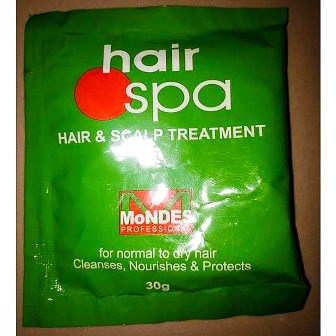 hair
spa
HAIR & SCALP TREATMENT
MoNDES
PROFESSIONAL
for normal to dry hair
Cleanses, Nourishes & Protects
30g